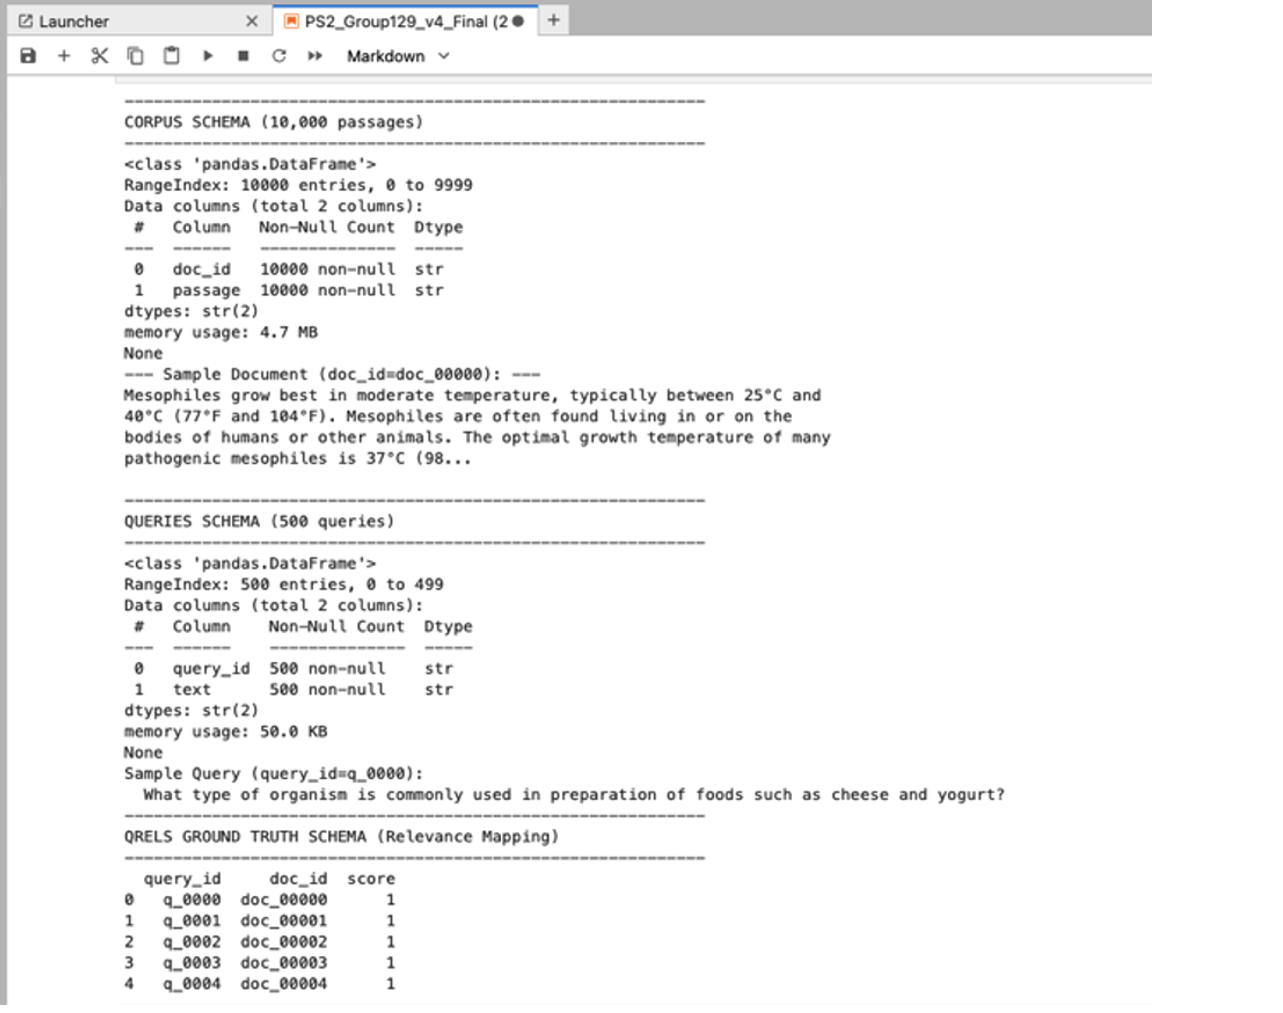 Launcher
PS2_Group129_v4_Final (2
Markdown
------------------------------------------------------------
CORPUS SCHEMA (10,000 passages)
------------------------------------------------------------
<class 'pandas.DataFrame'>
RangeIndex: 10000 entries, 0 to 9999
Data columns (total 2 columns):
 #   Column   Non-Null Count  Dtype
---  ------   --------------  -----
 0   doc_id   10000 non-null  str
 1   passage  10000 non-null  str
dtypes: str(2)
memory usage: 4.7 MB
None
--- Sample Document (doc_id=doc_00000): ---
Mesophiles grow best in moderate temperature, typically between 25°C and
40°C (77°F and 104°F). Mesophiles are often found living in or on the
bodies of humans or other animals. The optimal growth temperature of many
pathogenic mesophiles is 37°C (98...
------------------------------------------------------------
QUERIES SCHEMA (500 queries)
------------------------------------------------------------
<class 'pandas.DataFrame'>
RangeIndex: 500 entries, 0 to 499
Data columns (total 2 columns):
 #   Column    Non-Null Count  Dtype
---  ------    --------------  -----
 0   query_id  500 non-null    str
 1   text      500 non-null    str
dtypes: str(2)
memory usage: 50.0 KB
None
Sample Query (query_id=q_0000):
  What type of organism is commonly used in preparation of foods such as cheese and yogurt?
------------------------------------------------------------
QRELS GROUND TRUTH SCHEMA (Relevance Mapping)
------------------------------------------------------------
  query_id     doc_id  score
0   q_0000  doc_00000      1
1   q_0001  doc_00001      1
2   q_0002  doc_00002      1
3   q_0003  doc_00003      1
4   q_0004  doc_00004      1